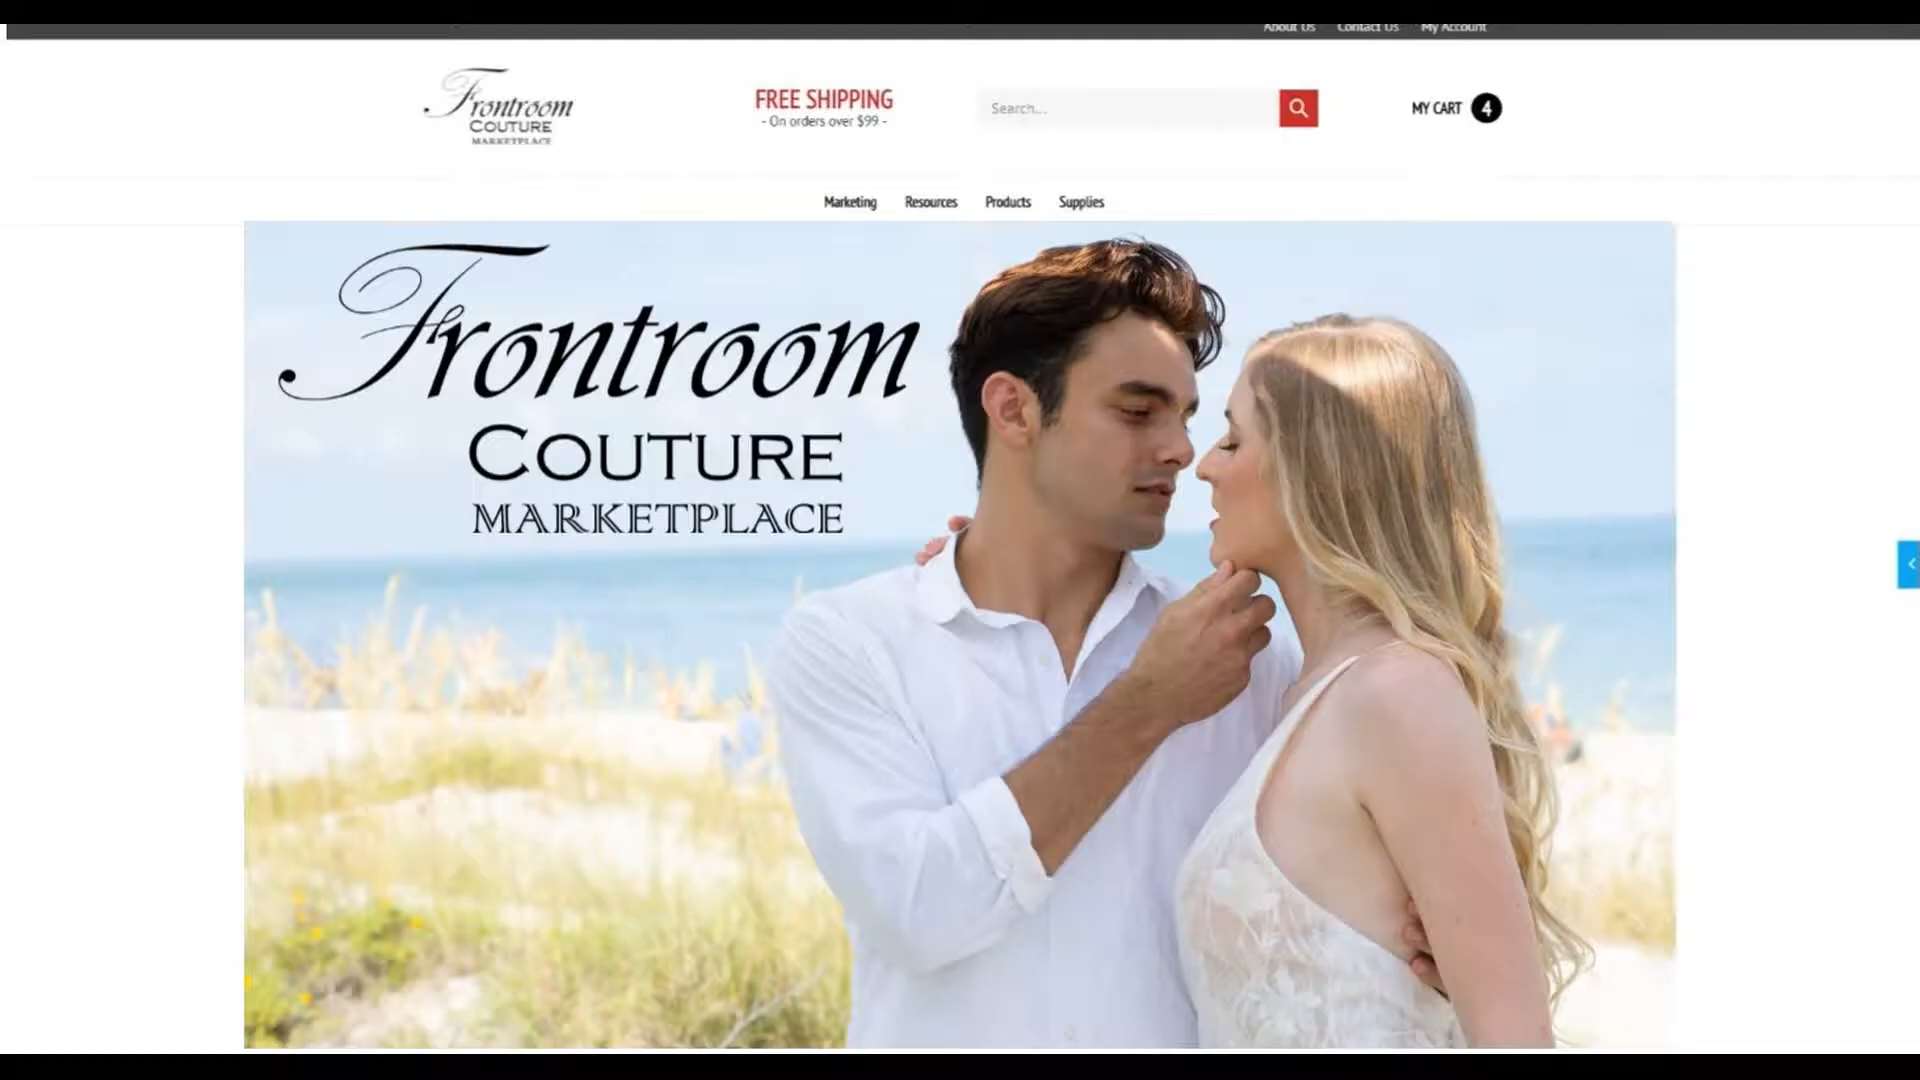 About Us Contact Us My Account
Frontroom
COUTURE
MARKETPLACE
FREE SHIPPING
- On orders over $99 -
Search...
MY CART 4
Marketing Resources Products Supplies
Frontroom
COUTURE
MARKETPLACE